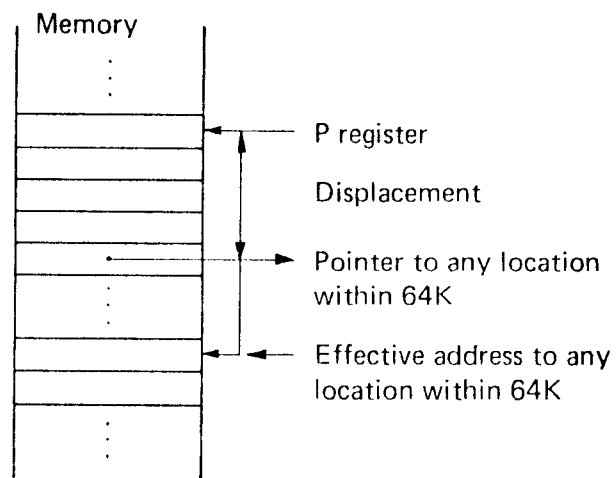 Memory
P register
Displacement
Pointer to any location
within 64K
Effective address to any
location within 64K